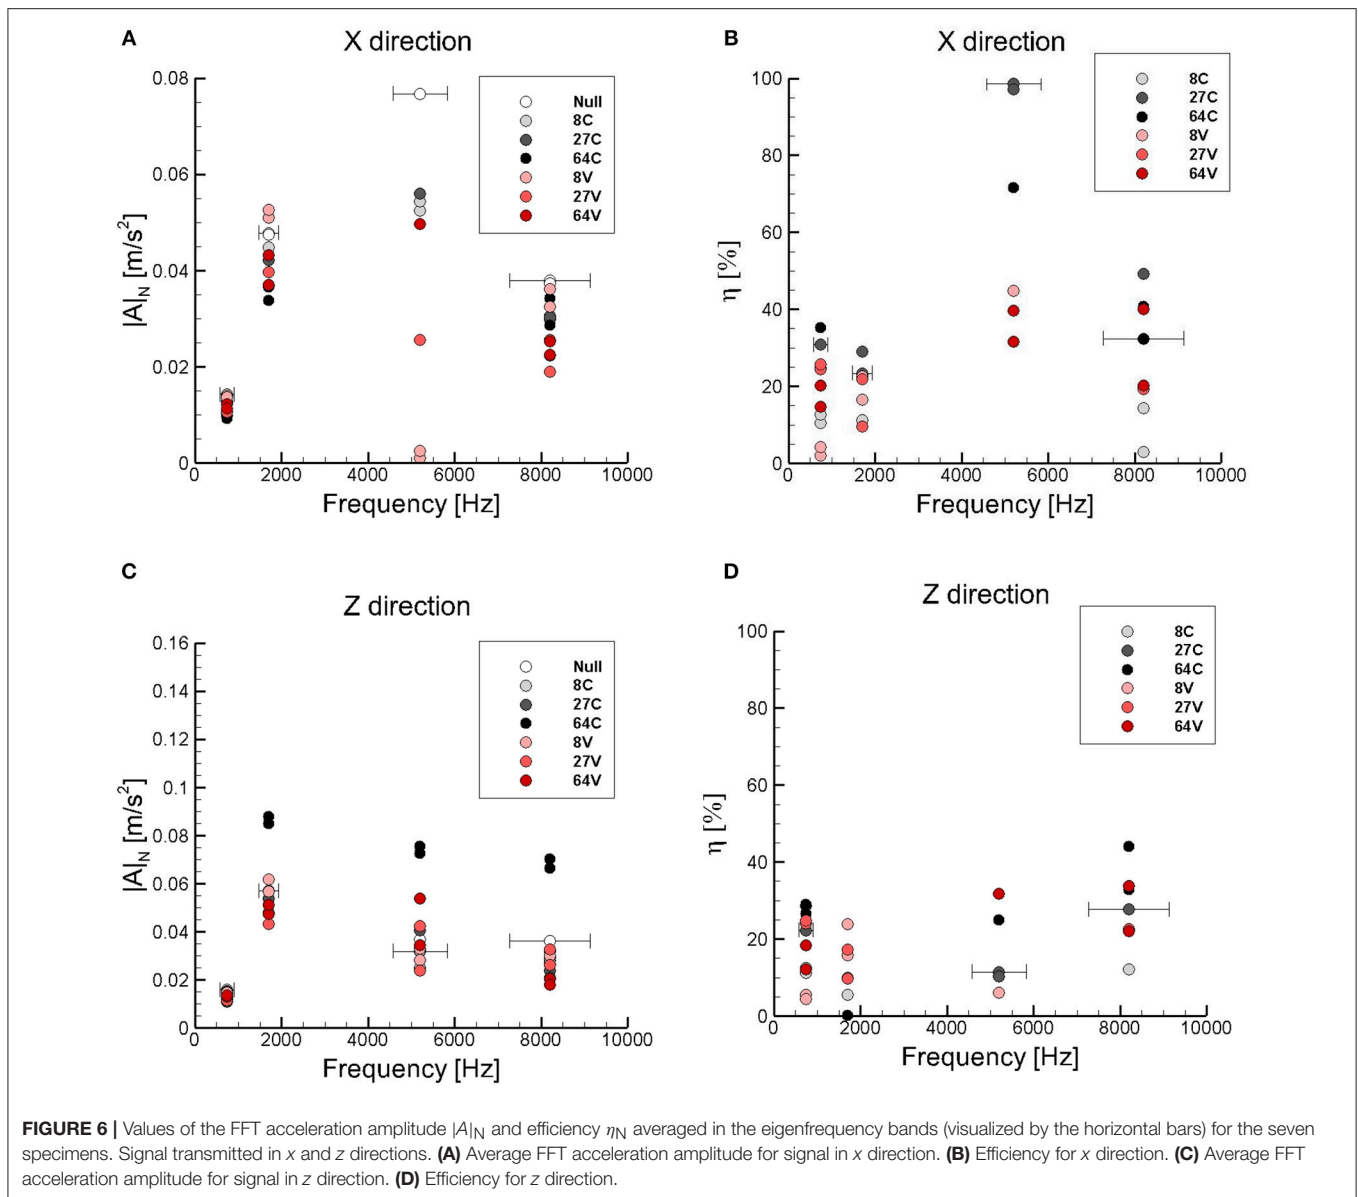 A
X direction
0.08
0.06
0.04
0.02
0
|A|N [m/s2]
0 2000 4000 6000 8000 10000
Frequency [Hz]
Null
8C
27C
64C
8V
27V
64V
B
X direction
100
80
60
40
20
0
η [%]
0 2000 4000 6000 8000 10000
Frequency [Hz]
8C
27C
64C
8V
27V
64V
C
Z direction
0.16
0.14
0.12
0.1
0.08
0.06
0.04
0.02
0
|A|N [m/s2]
0 2000 4000 6000 8000 10000
Frequency [Hz]
Null
8C
27C
64C
8V
27V
64V
D
Z direction
100
80
60
40
20
0
η [%]
0 2000 4000 6000 8000 10000
Frequency [Hz]
8C
27C
64C
8V
27V
64V
FIGURE 6 | Values of the FFT acceleration amplitude |A|N and efficiency ηN averaged in the eigenfrequency bands (visualized by the horizontal bars) for the seven
specimens. Signal transmitted in x and z directions. (A) Average FFT acceleration amplitude for signal in x direction. (B) Efficiency for x direction. (C) Average FFT
acceleration amplitude for signal in z direction. (D) Efficiency for z direction.